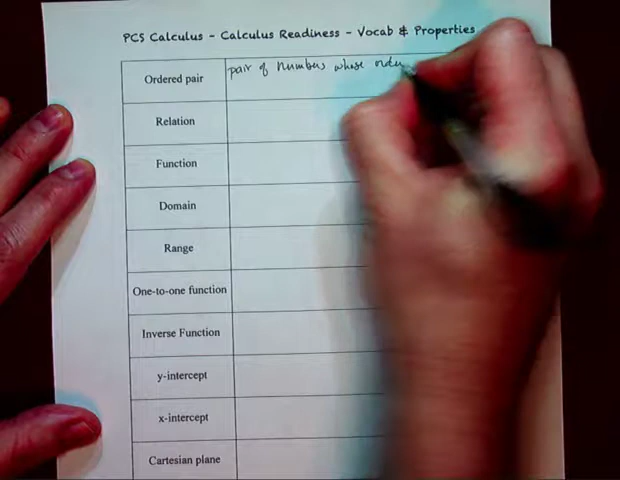 PCS Calculus - Calculus Readiness - Vocab & Properties
Ordered pair
pair of numbers whose
Relation
Function
Domain
Range
One-to-one function
Inverse Function
y-intercept
x-intercept
Cartesian plane